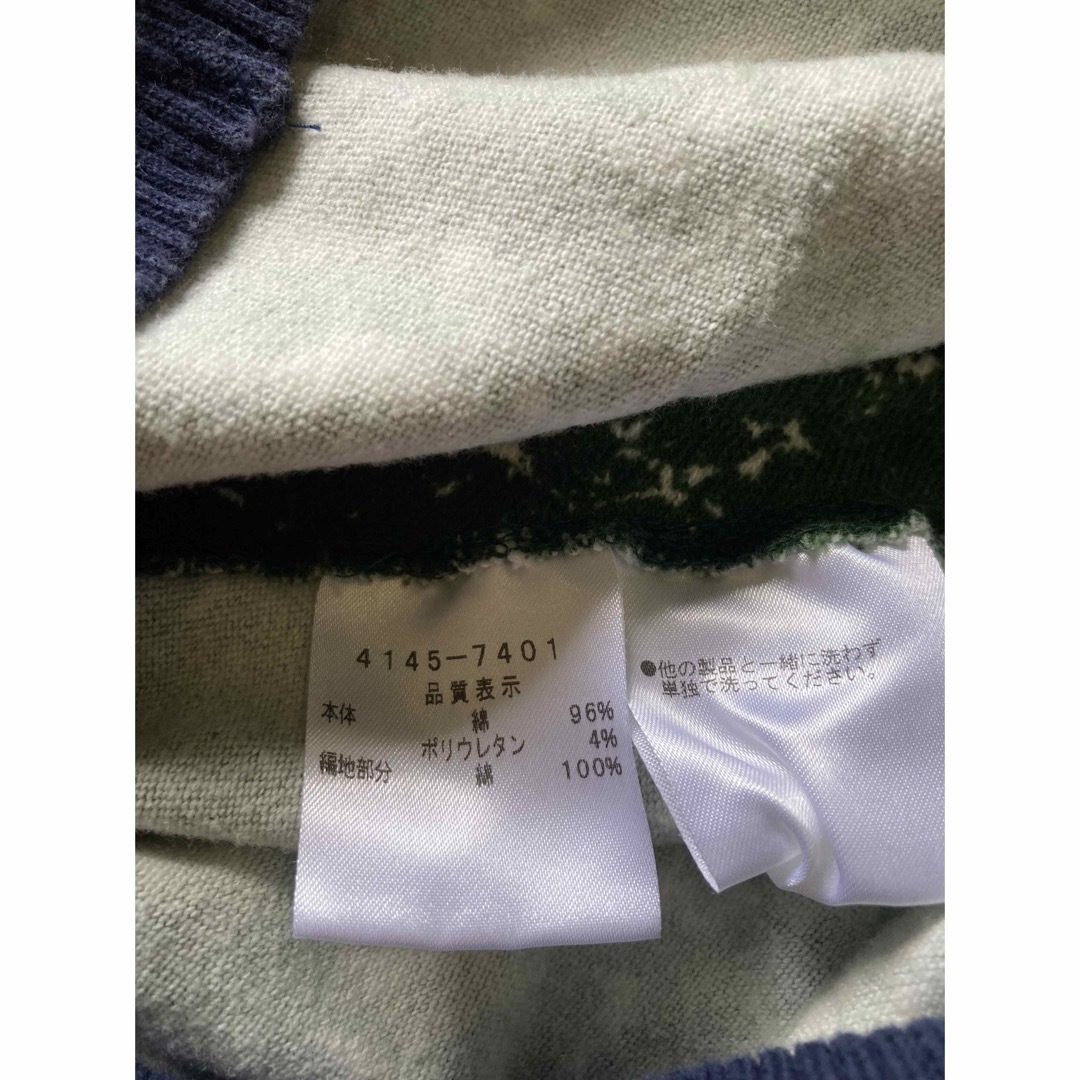 4145-7401
品質表示
本体 綿 96%
ポリウレタン 4%
編地部分 綿 100%
●他の製品と一緒に洗わず
単独で洗ってください。